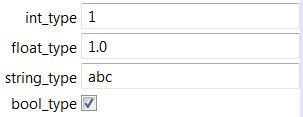 int_type 1
float_type 1.0
string_type abc
bool_type